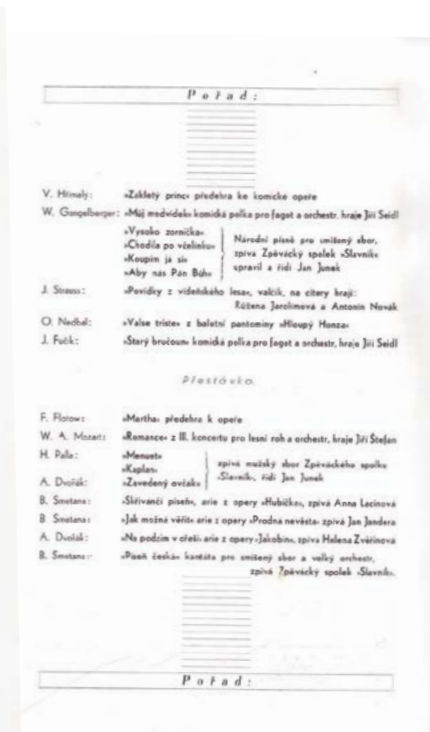 Pořad:
V. Hřímalý: »Zakletý princ« předehra ke komické opeře
W. Gangelberger: »Můj medvídek« komická polka pro fagot a orchestr, hraje Jiří Seidl
»Vysoko zornička«
»Chodila po včelínku«
»Koupím já si«
»Aby nás Pán Bůh«
Národní písně pro smíšený sbor,
zpívá Zpěvácký spolek »Slavník«
upravil a řídí Jan Junek
J. Strauss: »Povídky z vídeňského lesa«, valčík, na citery hrají:
Růžena Jarolímová a Antonín Novák
O. Nedbal: »Valse triste« z baletní pantominy »Hloupý Honza«
J. Fučík: »Starý bručoun« komická polka pro fagot a orchestr, hraje Jiří Seidl
Přestávka.
F. Flotow: »Martha« předehra k opeře
W. A. Mozart: »Romance« z III. koncertu pro lesní roh a orchestr, hraje Jiří Štefan
H. Palla: »Menuet«
»Kaplan«
A. Dvořák: »Zavedený ovčák«
zpívá mužský sbor Zpěváckého spolku
»Slavník«, řídí Jan Junek
B. Smetana: »Skřivánčí píseň«, arie z opery »Hubička«, zpívá Anna Lacinová
B Smetana: »Jak možná věřit« arie z opery »Prodná nevěsta« zpívá Jan Jandera
A. Dvořák: »Na podzim v ořeší« arie z opery »Jakobín«, zpívá Helena Zvěřinová
B. Smetana: »Píseň česká« kantáta pro smíšený sbor a velký orchestr,
zpívá Zpěvácký spolek »Slavník«.
Pořad: